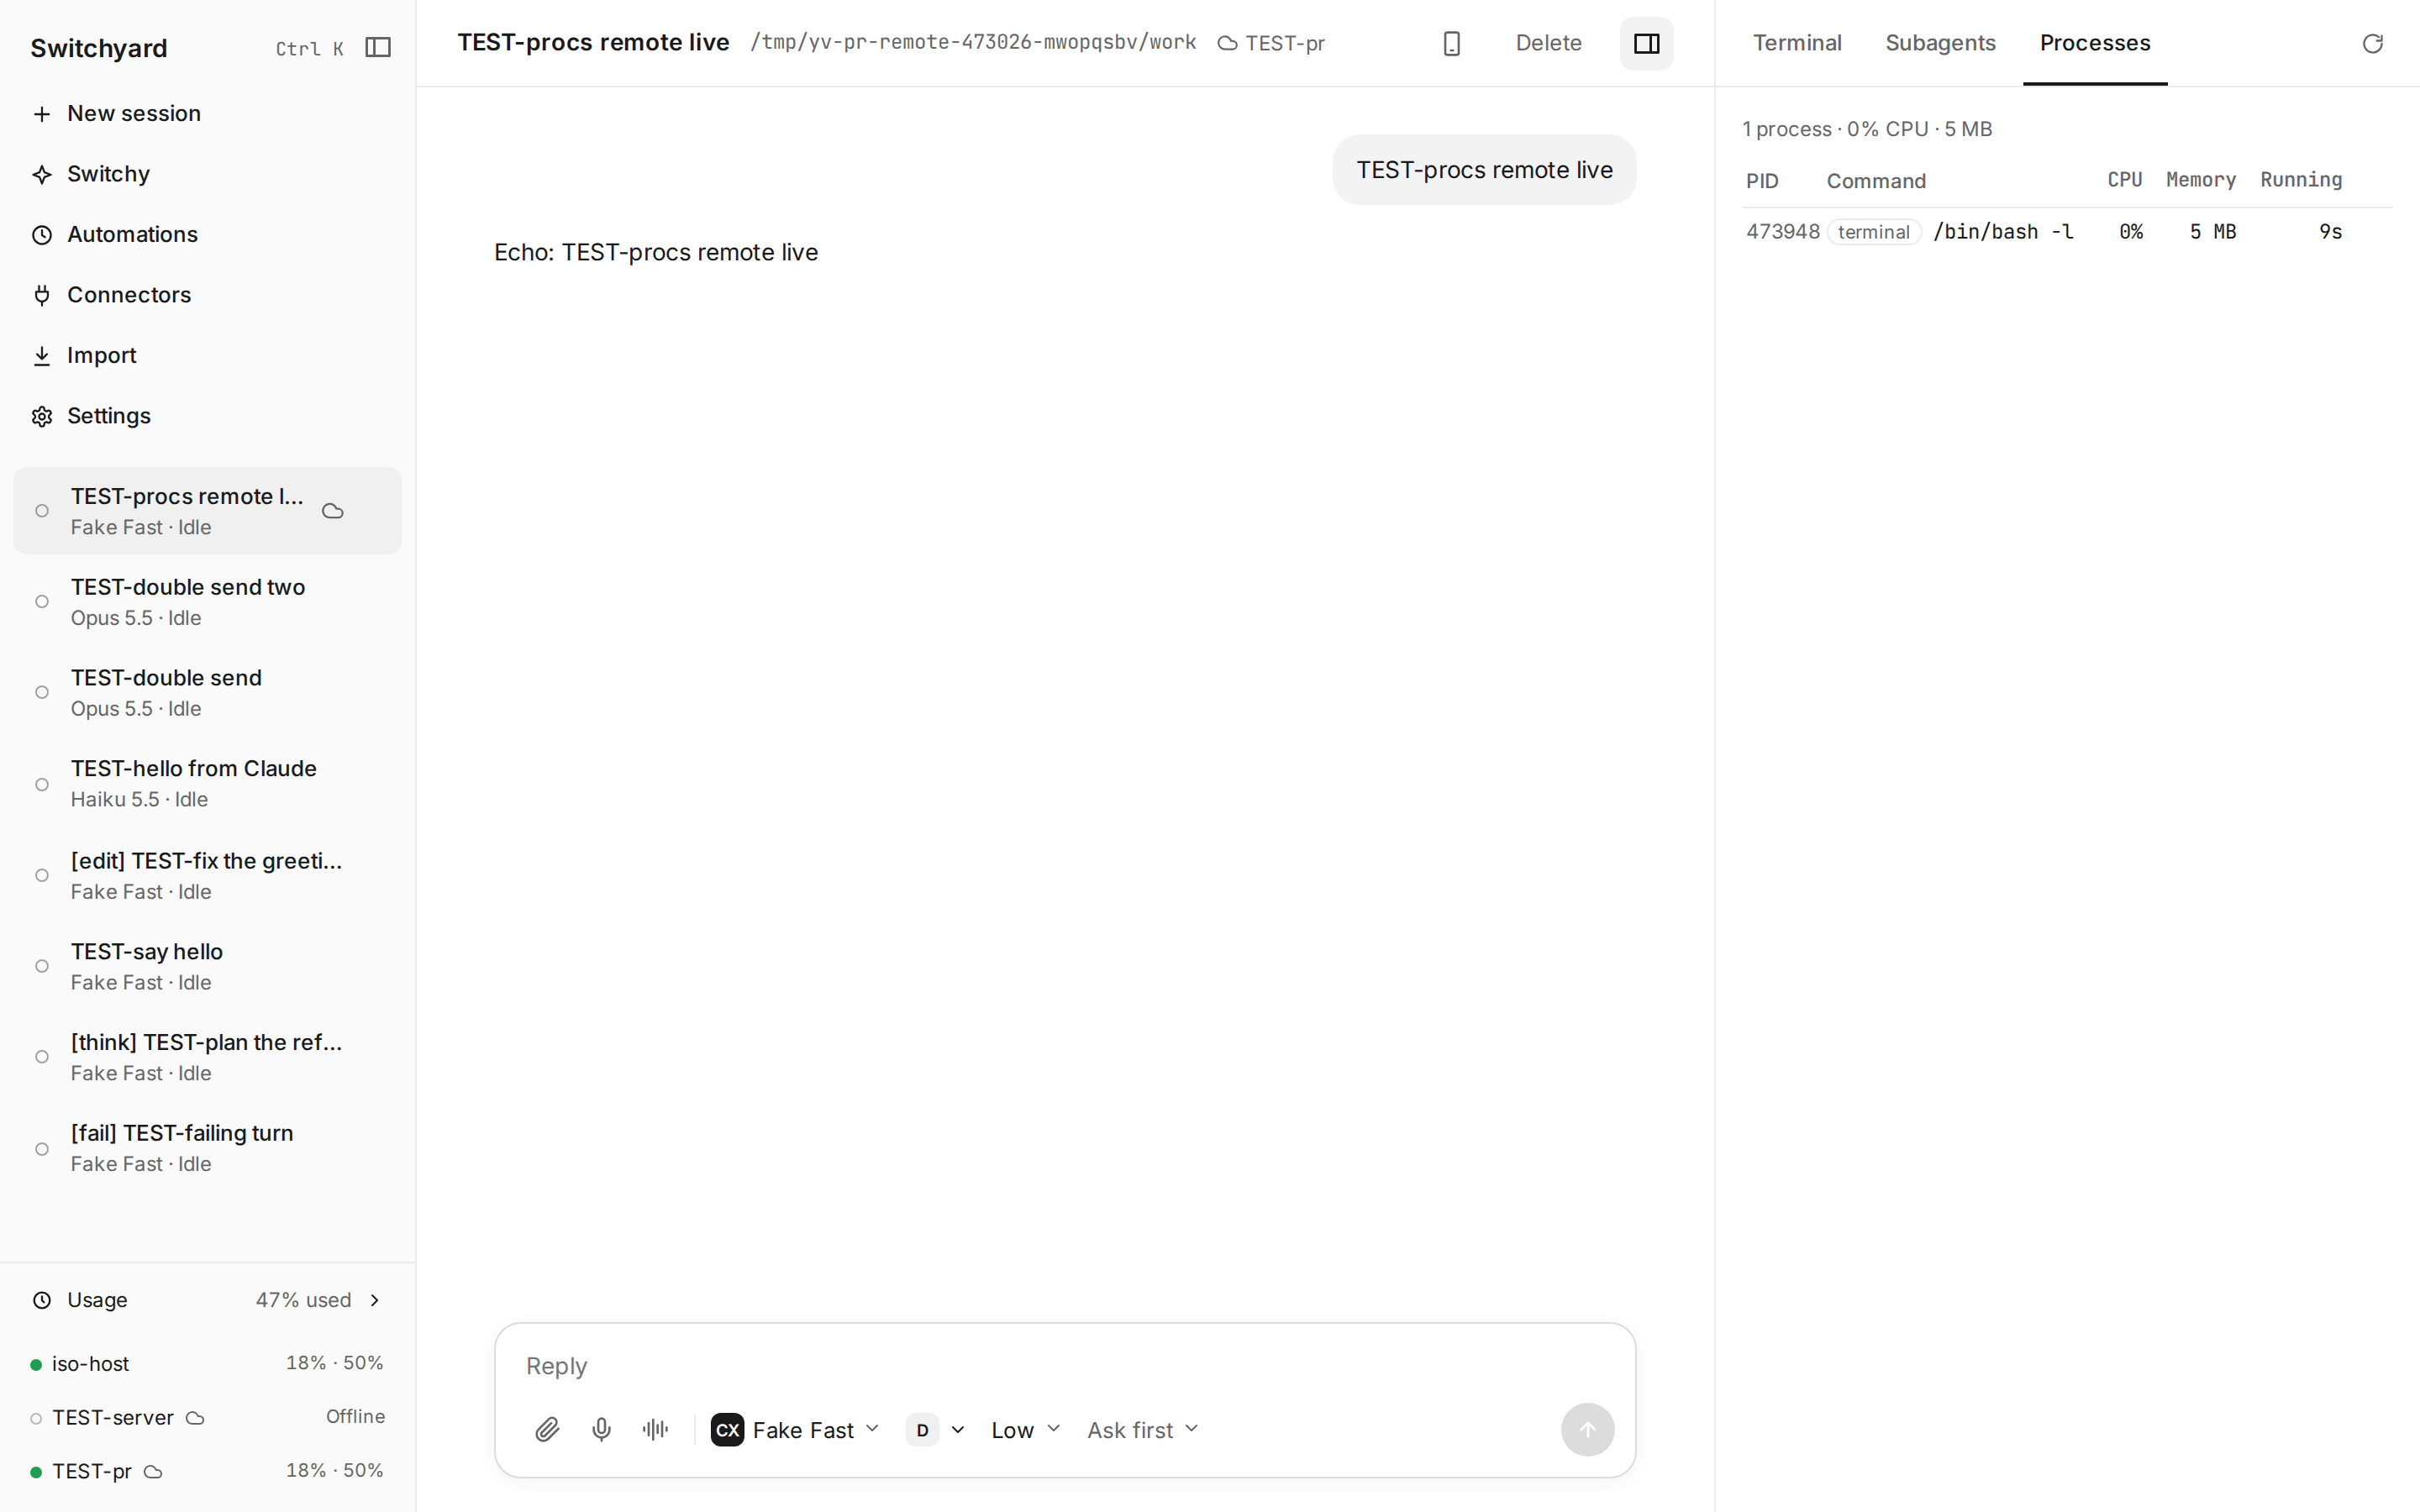 Switchyard Ctrl K
New session
Switchy
Automations
Connectors
Import
Settings
TEST-procs remote l...
Fake Fast · Idle
TEST-double send two
Opus 5.5 · Idle
TEST-double send
Opus 5.5 · Idle
TEST-hello from Claude
Haiku 5.5 · Idle
[edit] TEST-fix the greeti...
Fake Fast · Idle
TEST-say hello
Fake Fast · Idle
[think] TEST-plan the ref...
Fake Fast · Idle
[fail] TEST-failing turn
Fake Fast · Idle
Usage 47% used
iso-host 18% · 50%
TEST-server Offline
TEST-pr 18% · 50%
TEST-procs remote live /tmp/yv-pr-remote-473026-mwopqsbv/work TEST-pr Delete
TEST-procs remote live
Echo: TEST-procs remote live
Reply
CX Fake Fast D Low Ask first
Terminal Subagents Processes
1 process · 0% CPU · 5 MB
PID Command CPU Memory Running
473948 terminal /bin/bash -l 0% 5 MB 9s